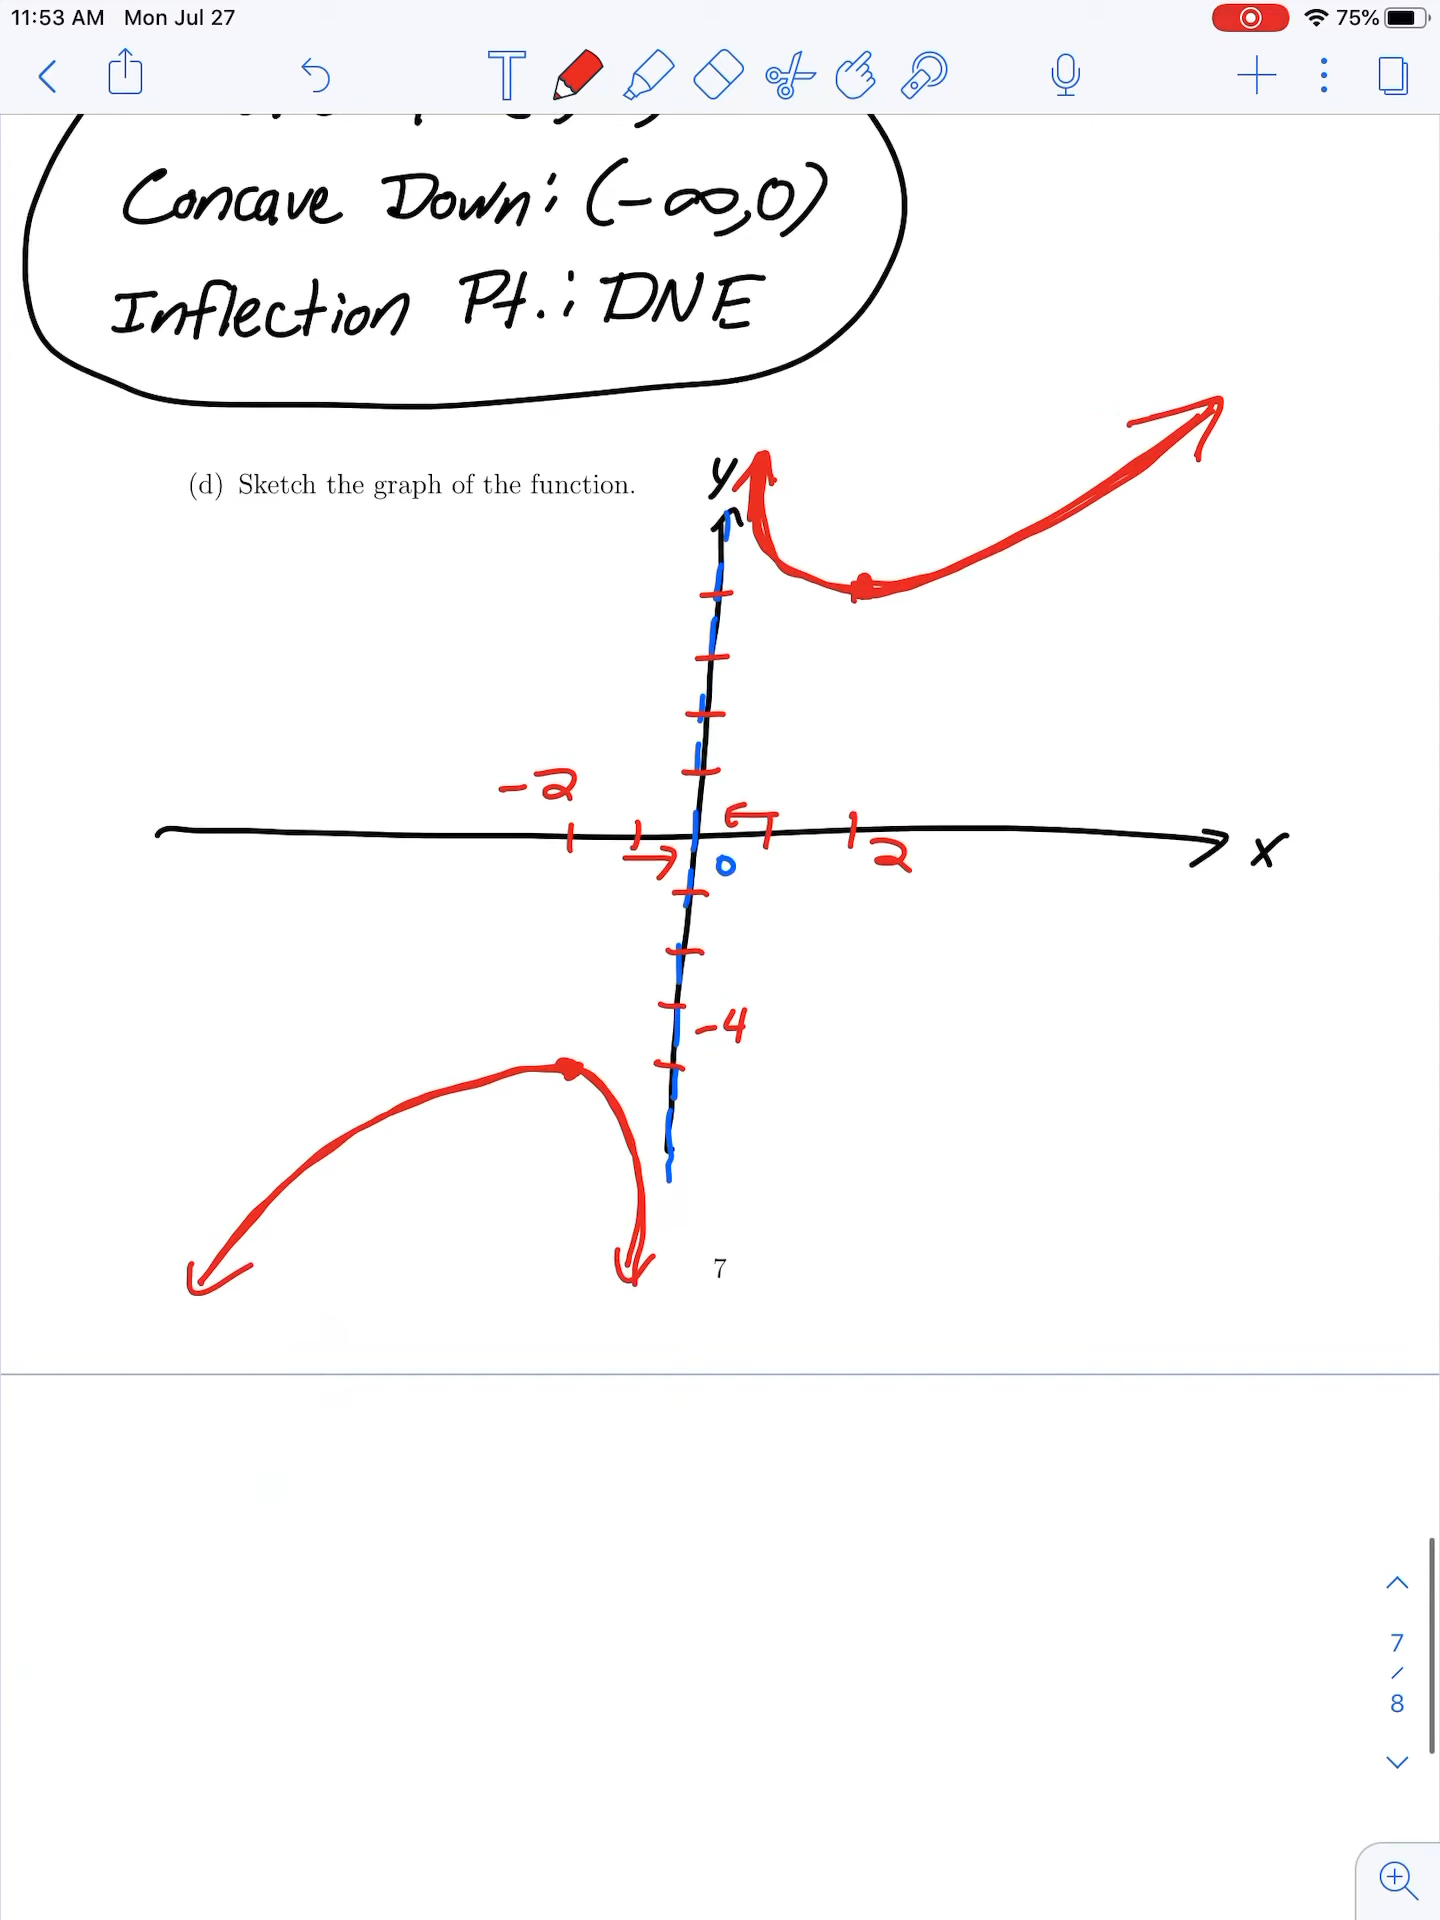 11:53 AM Mon Jul 27
75%
T
Concave Down: (-∞,0)
Inflection Pt.: DNE
(d) Sketch the graph of the function.
y
-2
0
2
x
-4
7
7
/
8